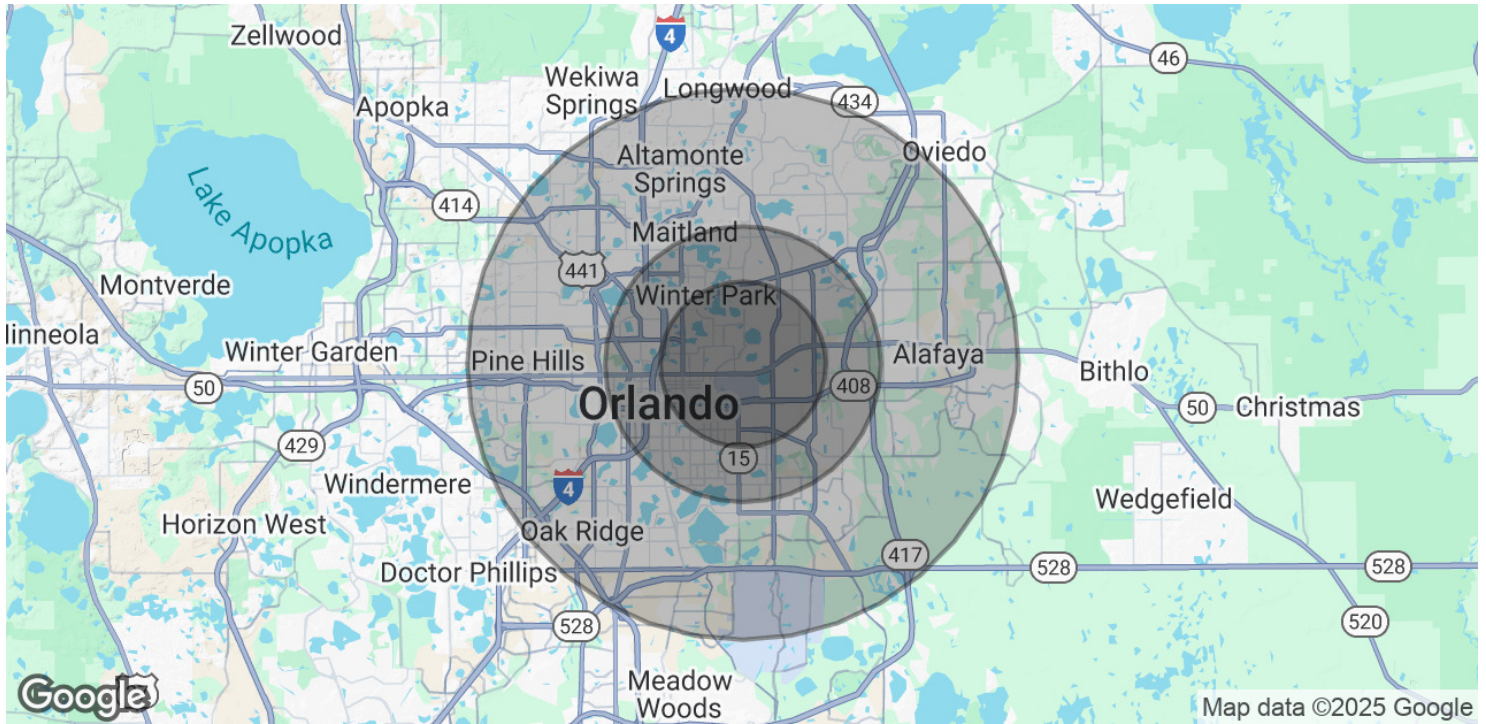 Zellwood
4
46
Wekiwa
Springs
Longwood
434
Apopka
Altamonte
Springs
Oviedo
Lake Apopka
414
Maitland
441
Montverde
Winter Park
linneola
Winter Garden
Pine Hills
Alafaya
Bithlo
50
Orlando
408
50
Christmas
429
15
Windermere
4
Wedgefield
Horizon West
Oak Ridge
417
Doctor Phillips
528
528
528
520
Meadow
Woods
Google
Map data ©2025 Google